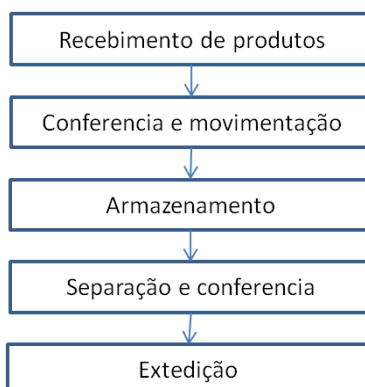 Recebimento de produtos
Conferencia e movimentação
Armazenamento
Separação e conferencia
Extedição